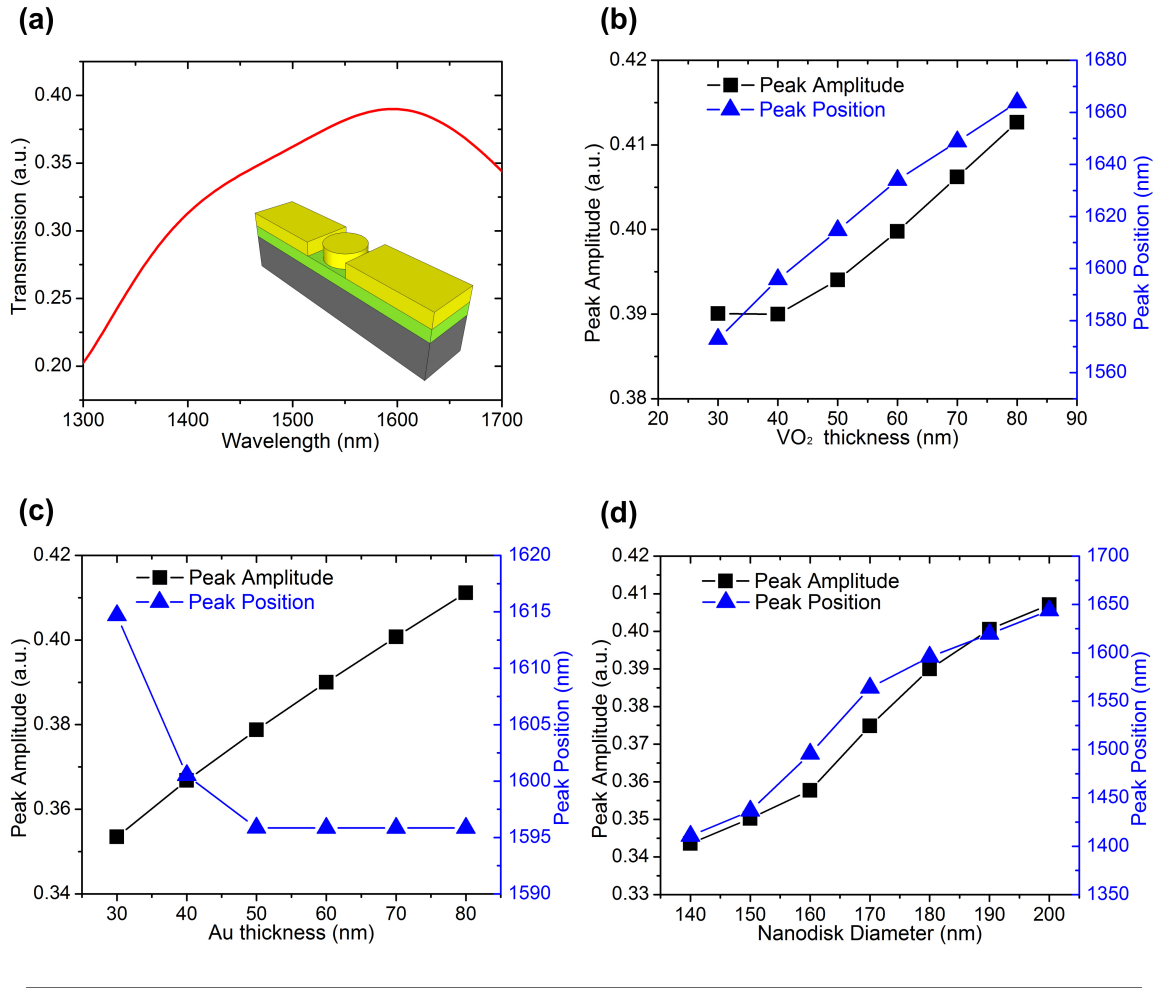 (a)
0.40
0.35
0.30
0.25
0.20
Transmission (a.u.)
1300 1400 1500 1600 1700
Wavelength (nm)
(b)
Peak Amplitude
Peak Position
0.42
0.41
0.40
0.39
0.38
Peak Amplitude (a.u.)
1680
1660
1640
1620
1600
1580
1560
Peak Position (nm)
20 30 40 50 60 70 80 90
VO₂ thickness (nm)
(c)
Peak Amplitude
Peak Position
0.42
0.40
0.38
0.36
0.34
Peak Amplitude (a.u.)
1620
1615
1610
1605
1600
1595
1590
Peak Position (nm)
30 40 50 60 70 80
Au thickness (nm)
(d)
Peak Amplitude
Peak Position
0.42
0.41
0.40
0.39
0.38
0.37
0.36
0.35
0.34
0.33
Peak Amplitude (a.u.)
1700
1650
1600
1550
1500
1450
1400
1350
Peak Position (nm)
140 150 160 170 180 190 200
Nanodisk Diameter (nm)